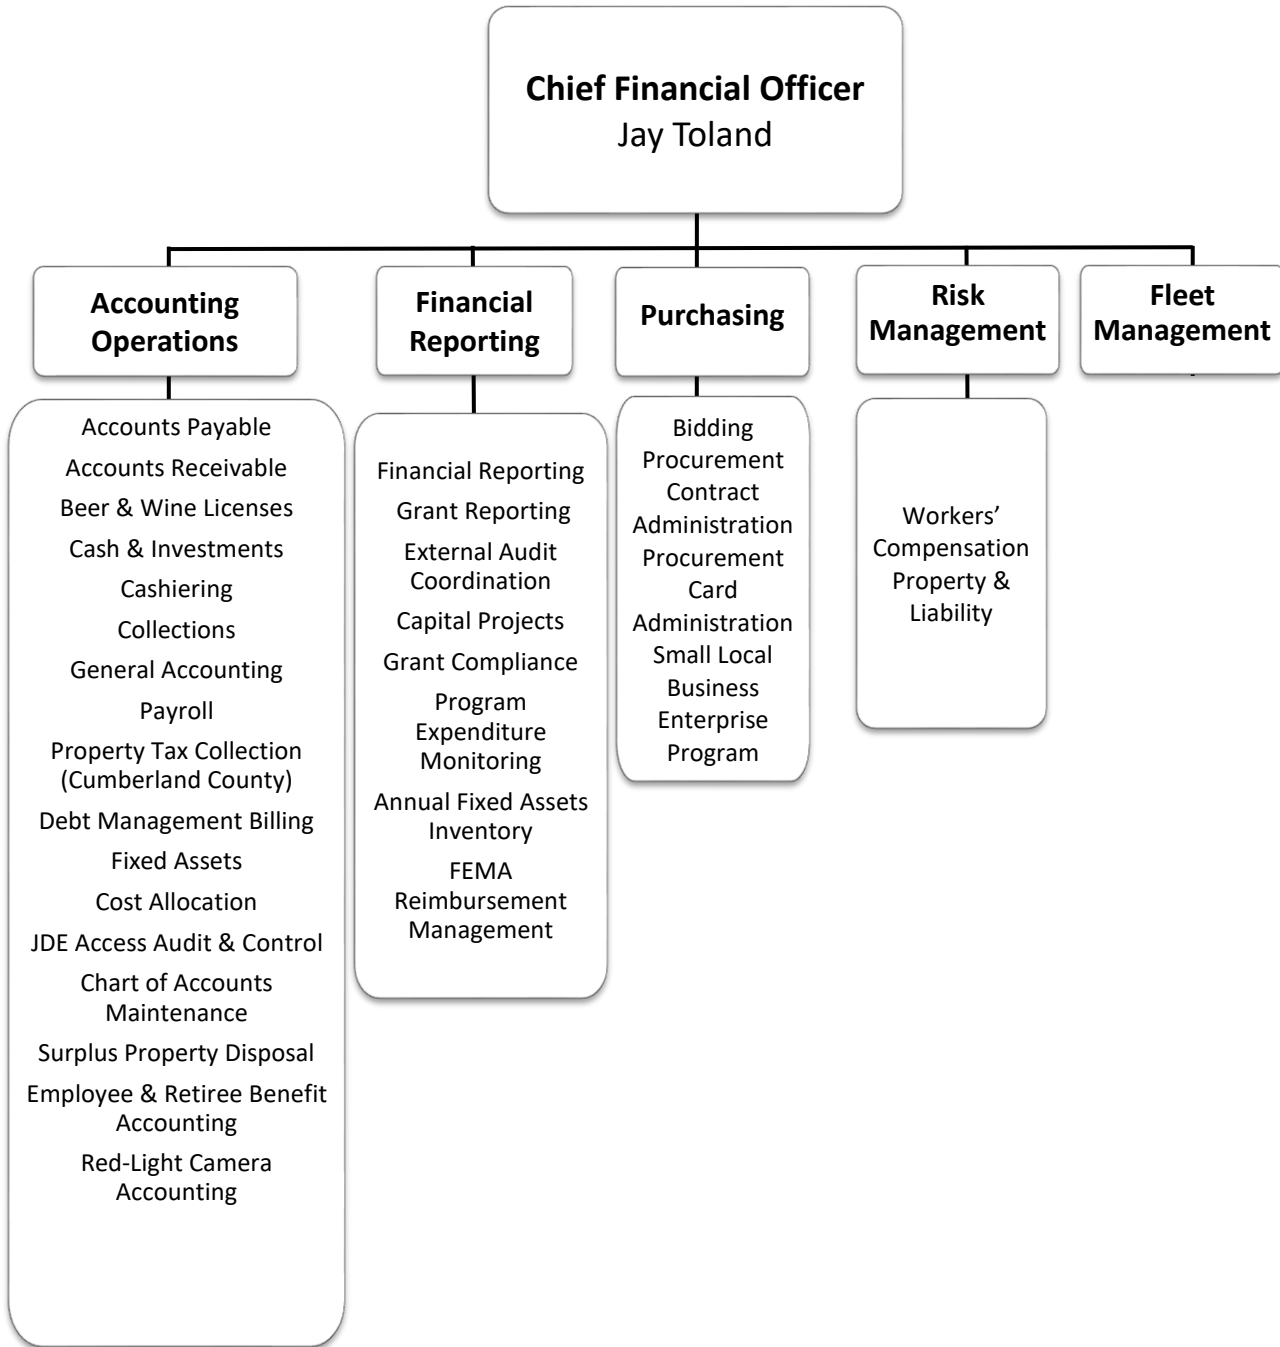 Chief Financial Officer
Jay Toland
Accounting
Operations
Financial
Reporting
Purchasing
Risk
Management
Fleet
Management
Accounts Payable
Accounts Receivable
Beer & Wine Licenses
Cash & Investments
Cashiering
Collections
General Accounting
Payroll
Property Tax Collection
(Cumberland County)
Debt Management Billing
Fixed Assets
Cost Allocation
JDE Access Audit & Control
Chart of Accounts
Maintenance
Surplus Property Disposal
Employee & Retiree Benefit
Accounting
Red-Light Camera
Accounting
Financial Reporting
Grant Reporting
External Audit
Coordination
Capital Projects
Grant Compliance
Program
Expenditure
Monitoring
Annual Fixed Assets
Inventory
FEMA
Reimbursement
Management
Bidding
Procurement
Contract
Administration
Procurement
Card
Administration
Small Local
Business
Enterprise
Program
Workers’
Compensation
Property &
Liability